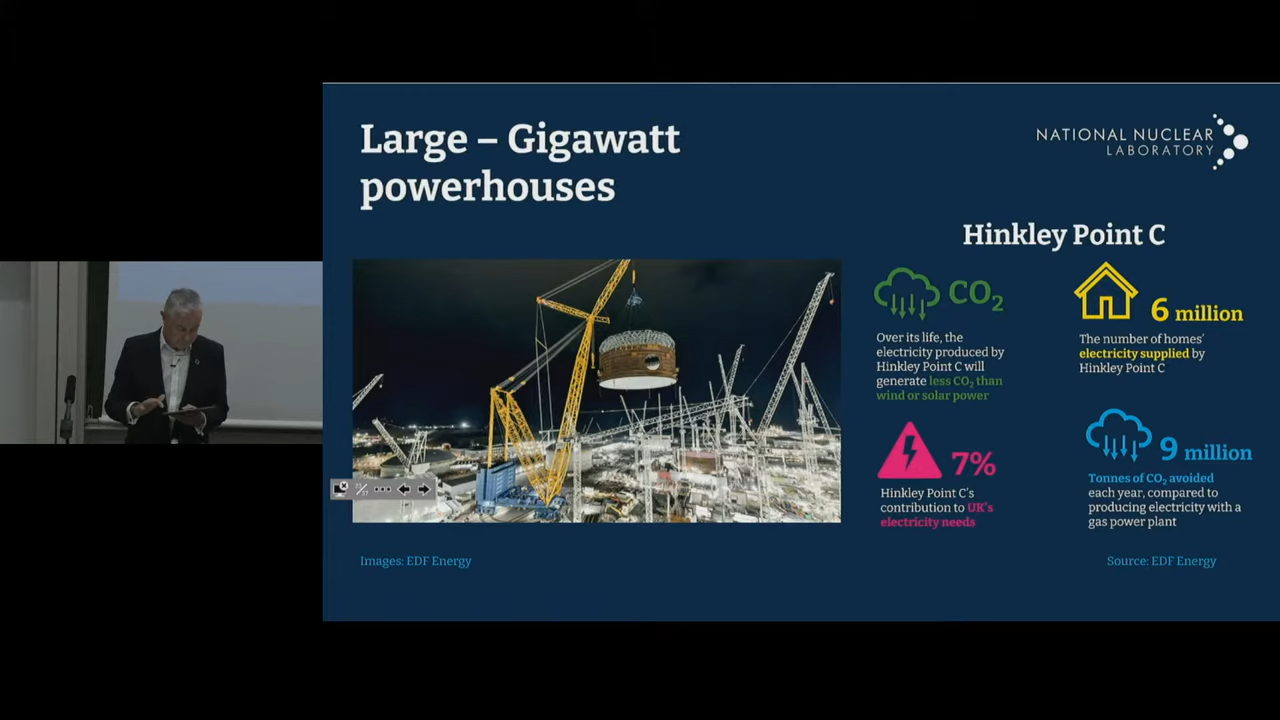 Large – Gigawatt
powerhouses
NATIONAL NUCLEAR
LABORATORY
Hinkley Point C
CO₂
Over its life, the
electricity produced by
Hinkley Point C will
generate less CO₂ than
wind or solar power
6 million
The number of homes'
electricity supplied by
Hinkley Point C
7%
Hinkley Point C's
contribution to UK's
electricity needs
9 million
Tonnes of CO₂ avoided
each year, compared to
producing electricity with a
gas power plant
Images: EDF Energy
Source: EDF Energy